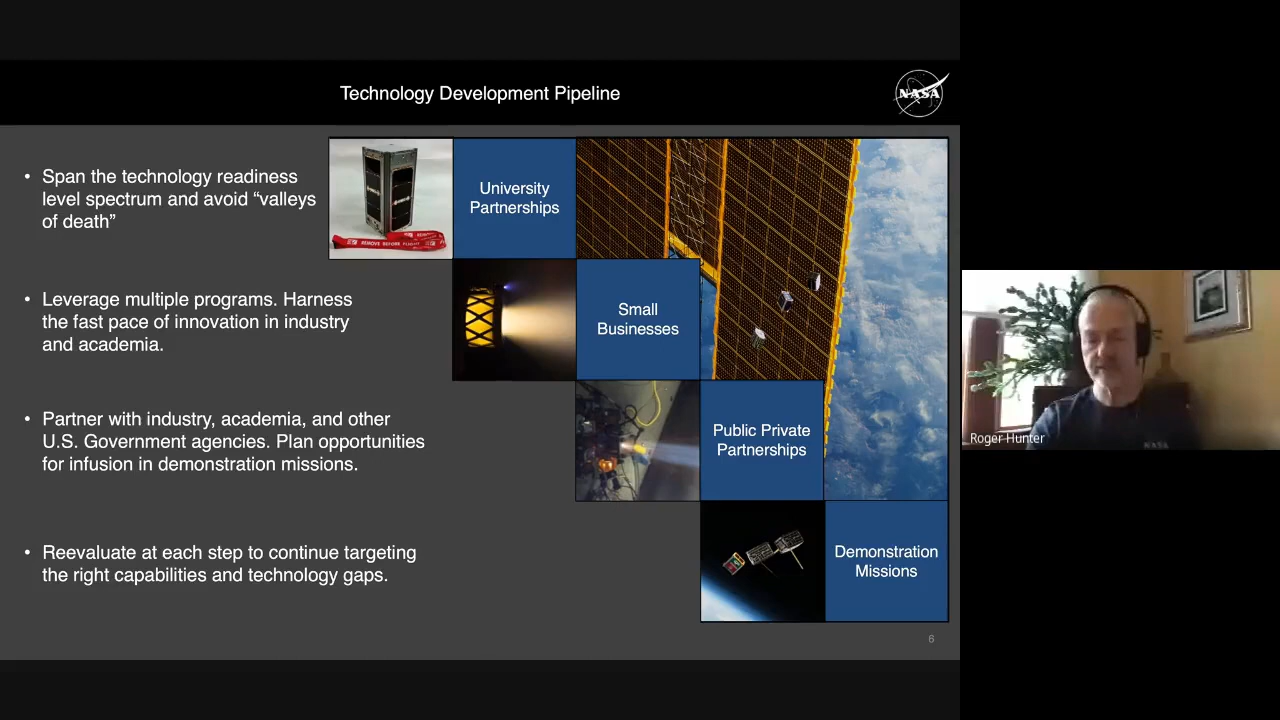 Technology Development Pipeline
NASA
• Span the technology readiness
level spectrum and avoid “valleys
of death”
• Leverage multiple programs. Harness
the fast pace of innovation in industry
and academia.
• Partner with industry, academia, and other
U.S. Government agencies. Plan opportunities
for infusion in demonstration missions.
• Reevaluate at each step to continue targeting
the right capabilities and technology gaps.
REMOVE BEFORE FLIGHT
University
Partnerships
Small
Businesses
Public Private
Partnerships
Demonstration
Missions
6
Roger Hunter
NASA